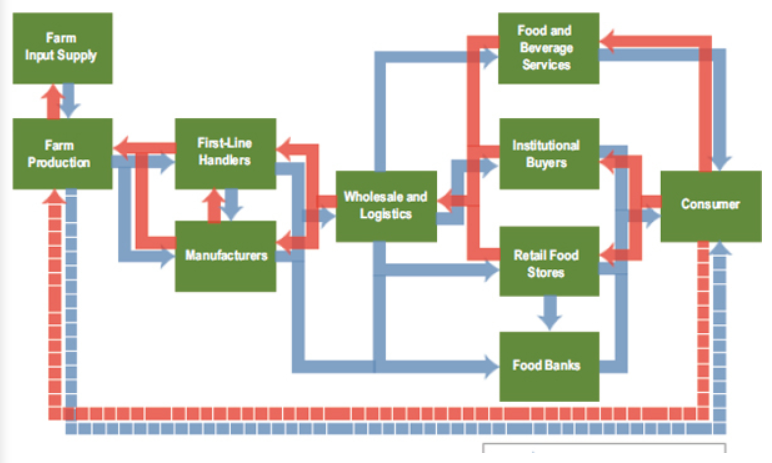 Farm
Input Supply
Farm
Production
First-Line
Handlers
Manufacturers
Wholesale and
Logistics
Food and
Beverage
Services
Institutional
Buyers
Retail Food
Stores
Food Banks
Consumer